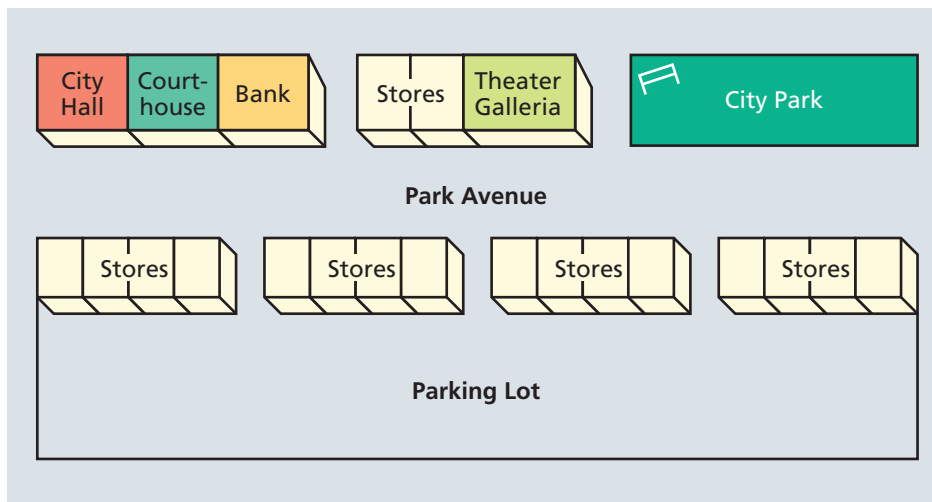 City
Hall
Court-
house
Bank
Stores
Theater
Galleria
City Park
Park Avenue
Stores
Stores
Stores
Stores
Parking Lot